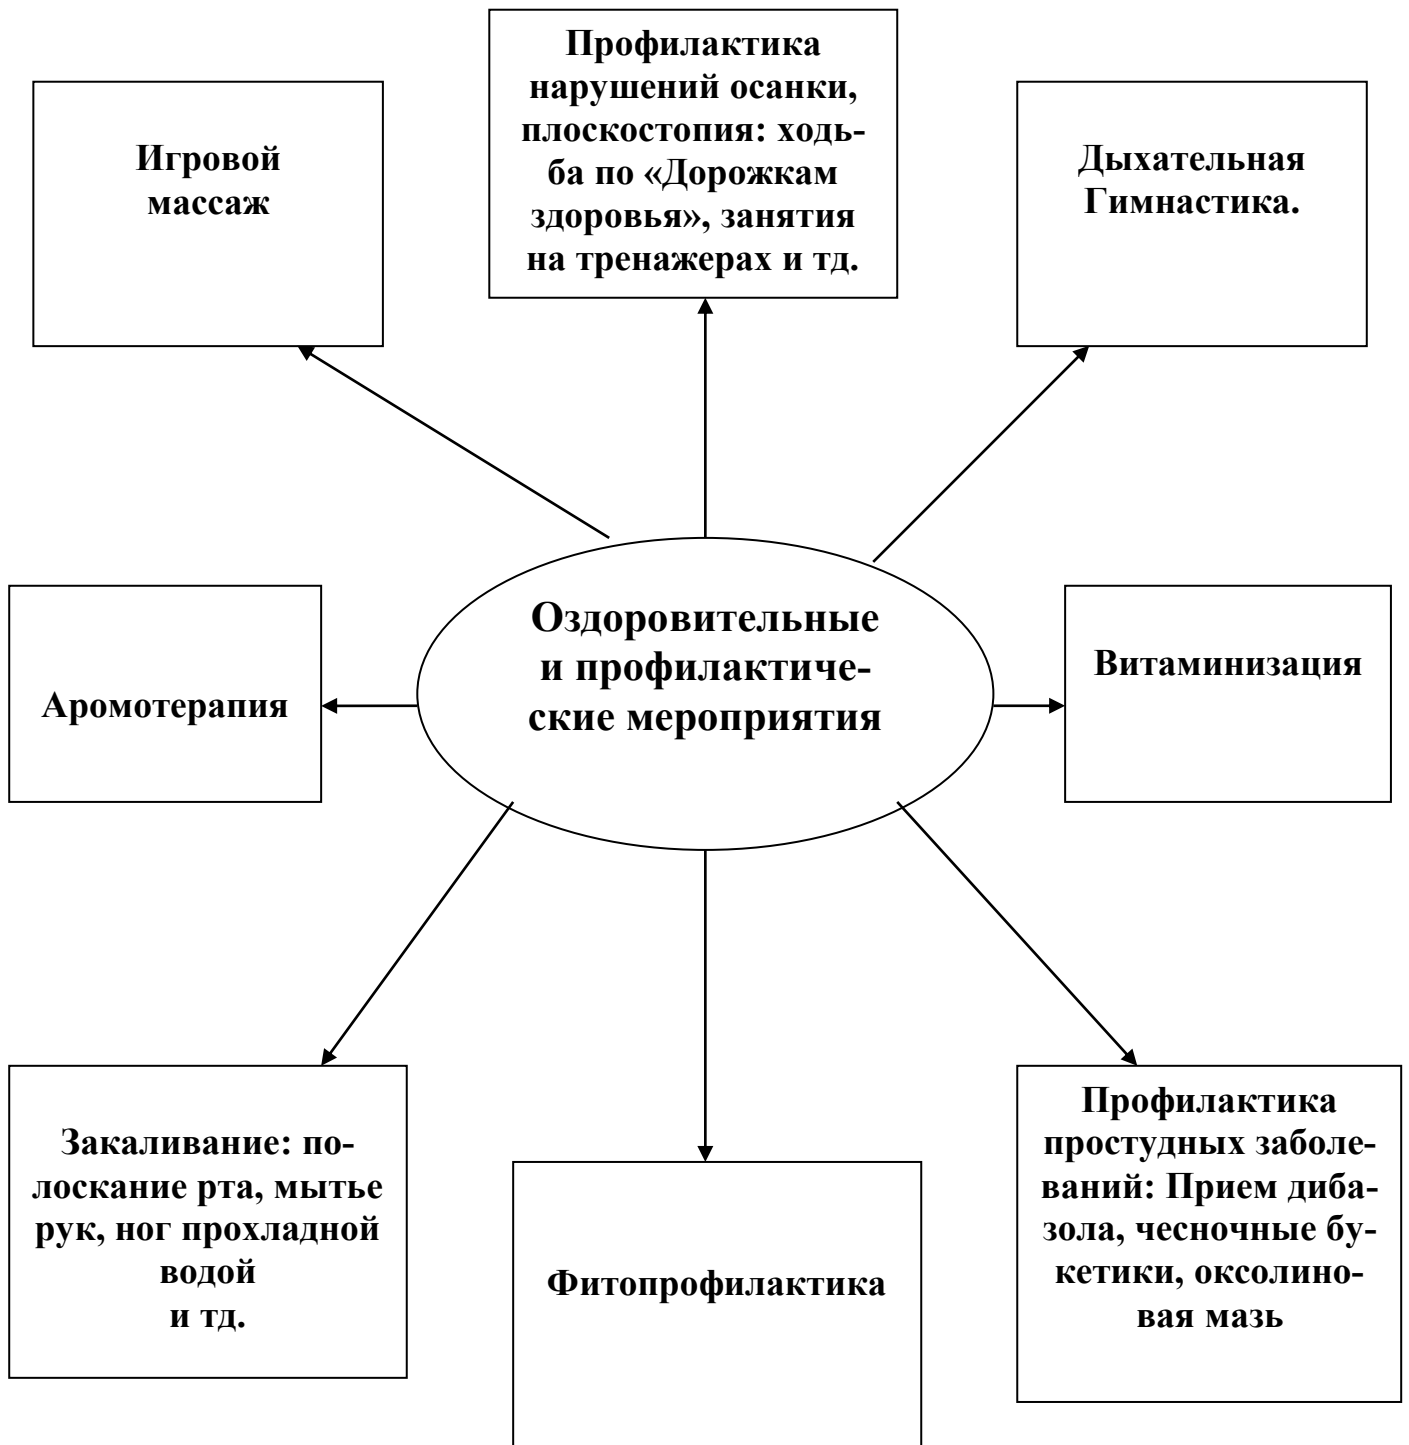 Профилактика
нарушений осанки,
плоскостопия: ходь-
ба по «Дорожкам
здоровья», занятия
на тренажерах и тд.
Игровой
массаж
Дыхательная
Гимнастика.
Оздоровительные
и профилактиче-
ские мероприятия
Аромотерапия
Витаминизация
Закаливание: по-
лоскание рта, мытье
рук, ног прохладной
водой
и тд.
Фитопрофилактика
Профилактика
простудных заболе-
ваний: Прием диба-
зола, чесночные бу-
кетики, оксолино-
вая мазь